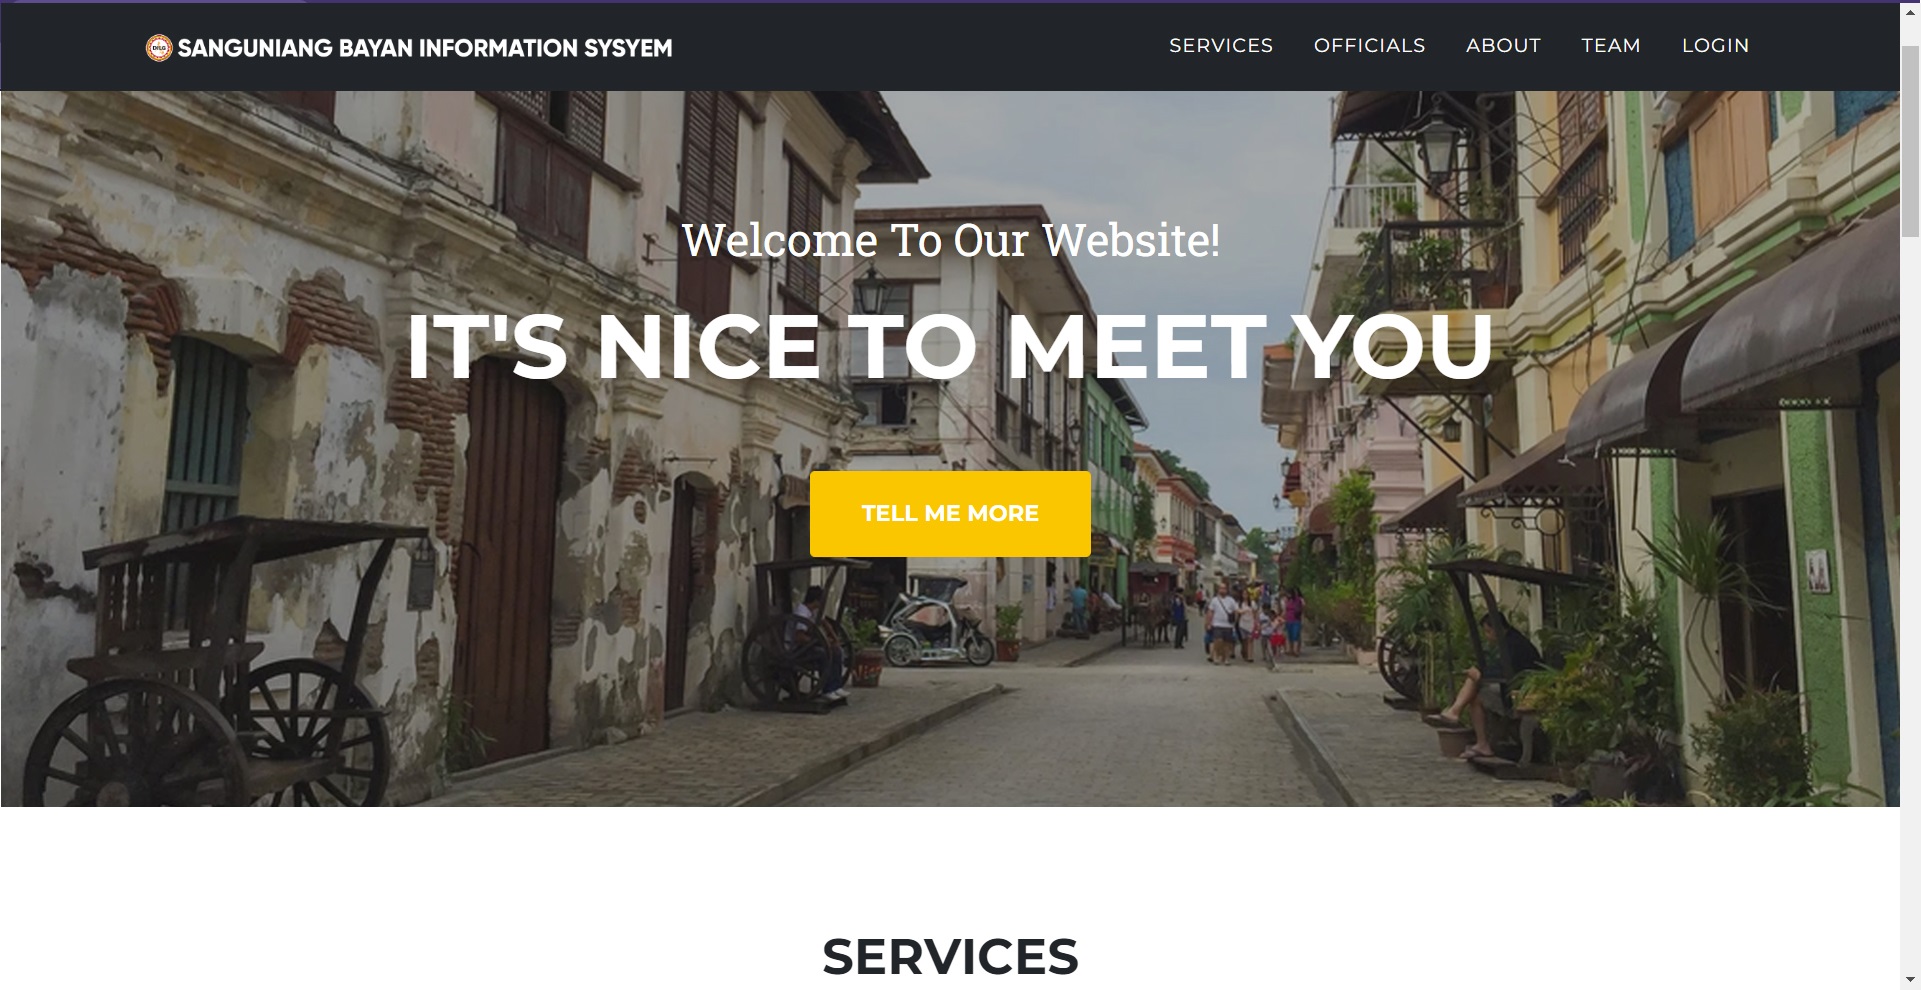 DILG SANGUNIANG BAYAN INFORMATION SYSYEM
SERVICES OFFICIALS ABOUT TEAM LOGIN
Welcome To Our Website!
IT'S NICE TO MEET YOU
TELL ME MORE
SERVICES